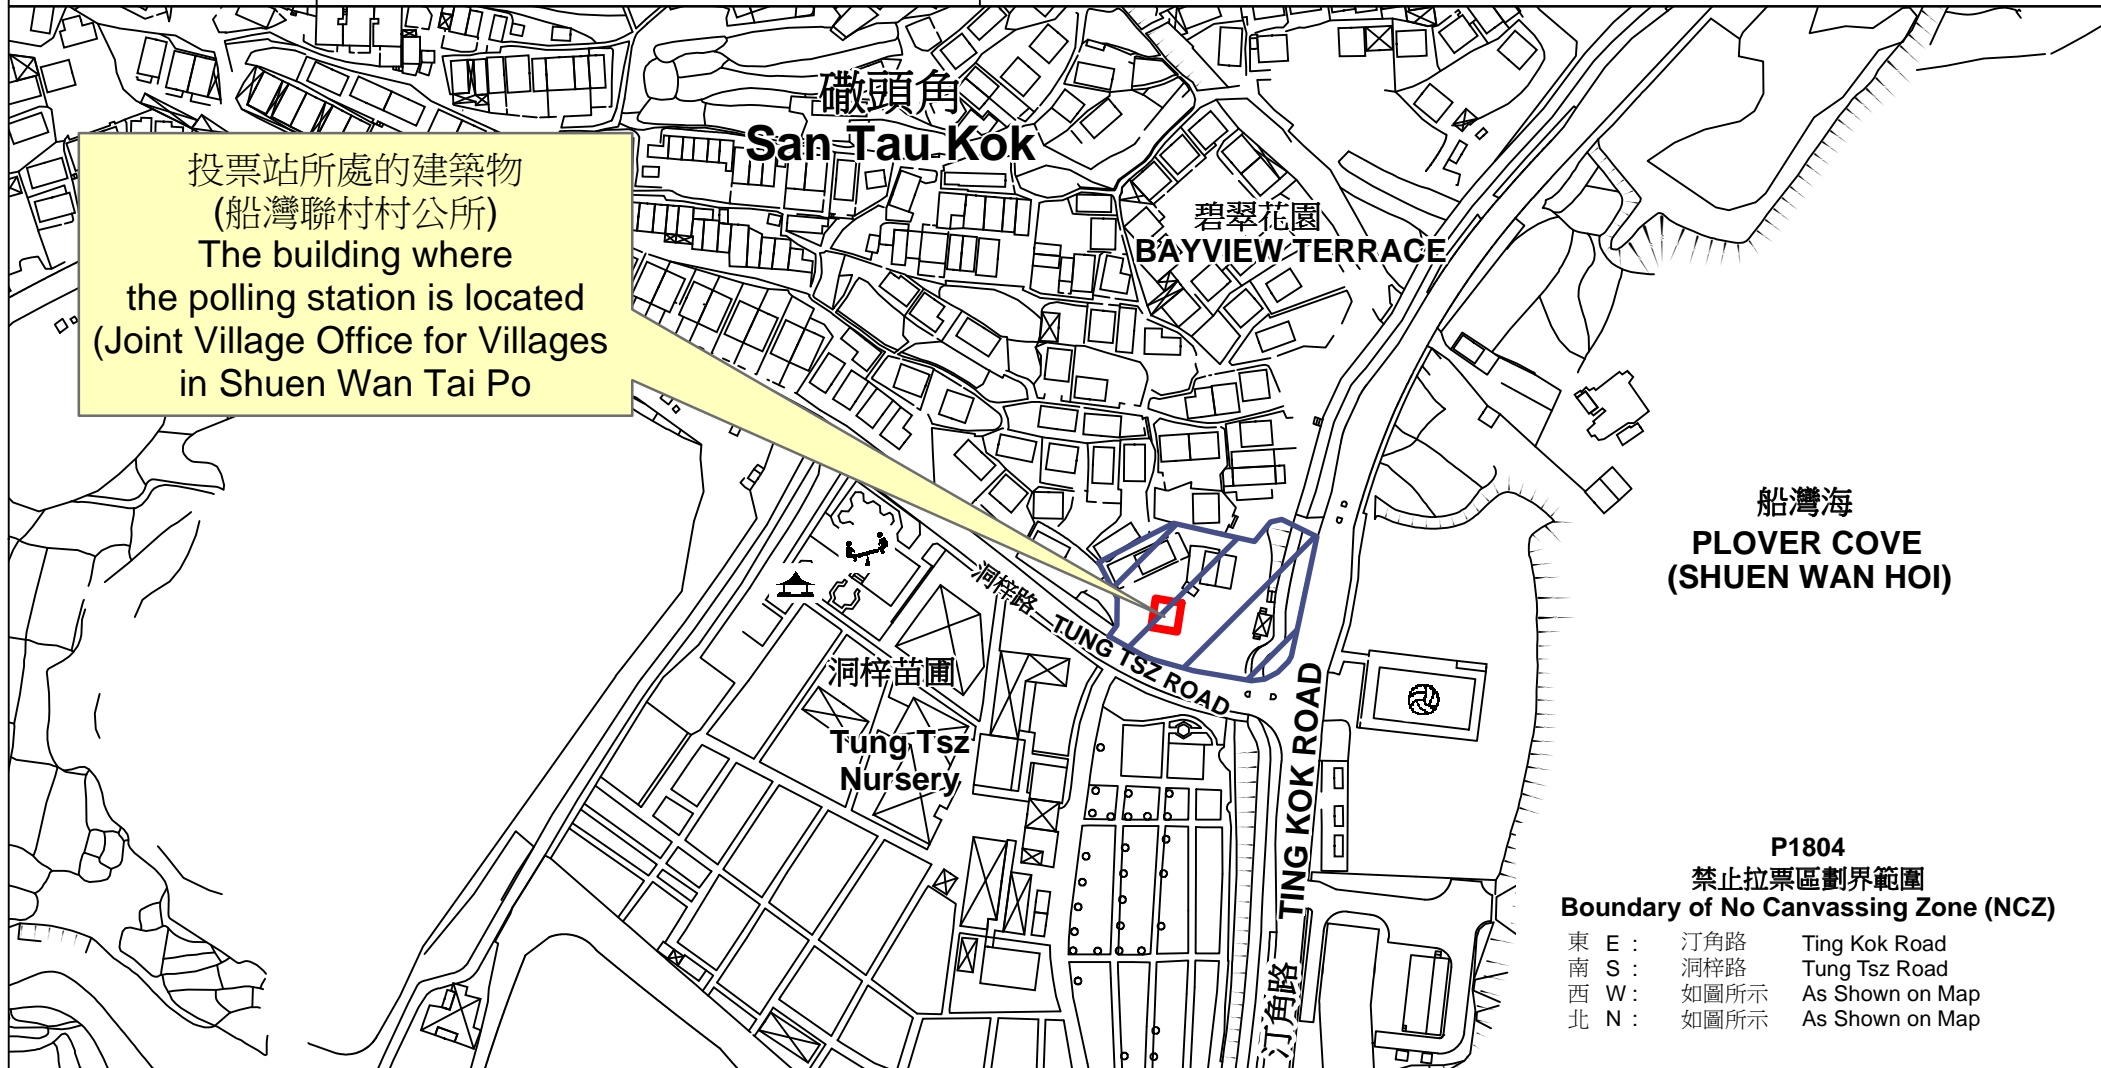 礮頭角
San Tau Kok
投票站所處的建築物
(船灣聯村村公所)
The building where
the polling station is located
(Joint Village Office for Villages
in Shuen Wan Tai Po
碧翠花園
BAYVIEW TERRACE
船灣海
PLOVER COVE
(SHUEN WAN HOI)
洞梓路
TUNG TSZ ROAD
洞梓苗圃
Tung Tsz
Nursery
汀角路 TING KOK ROAD
P1804
禁止拉票區劃界範圍
Boundary of No Canvassing Zone (NCZ)
東 E : 汀角路 Ting Kok Road
南 S : 洞梓路 Tung Tsz Road
西 W : 如圖所示 As Shown on Map
北 N : 如圖所示 As Shown on Map